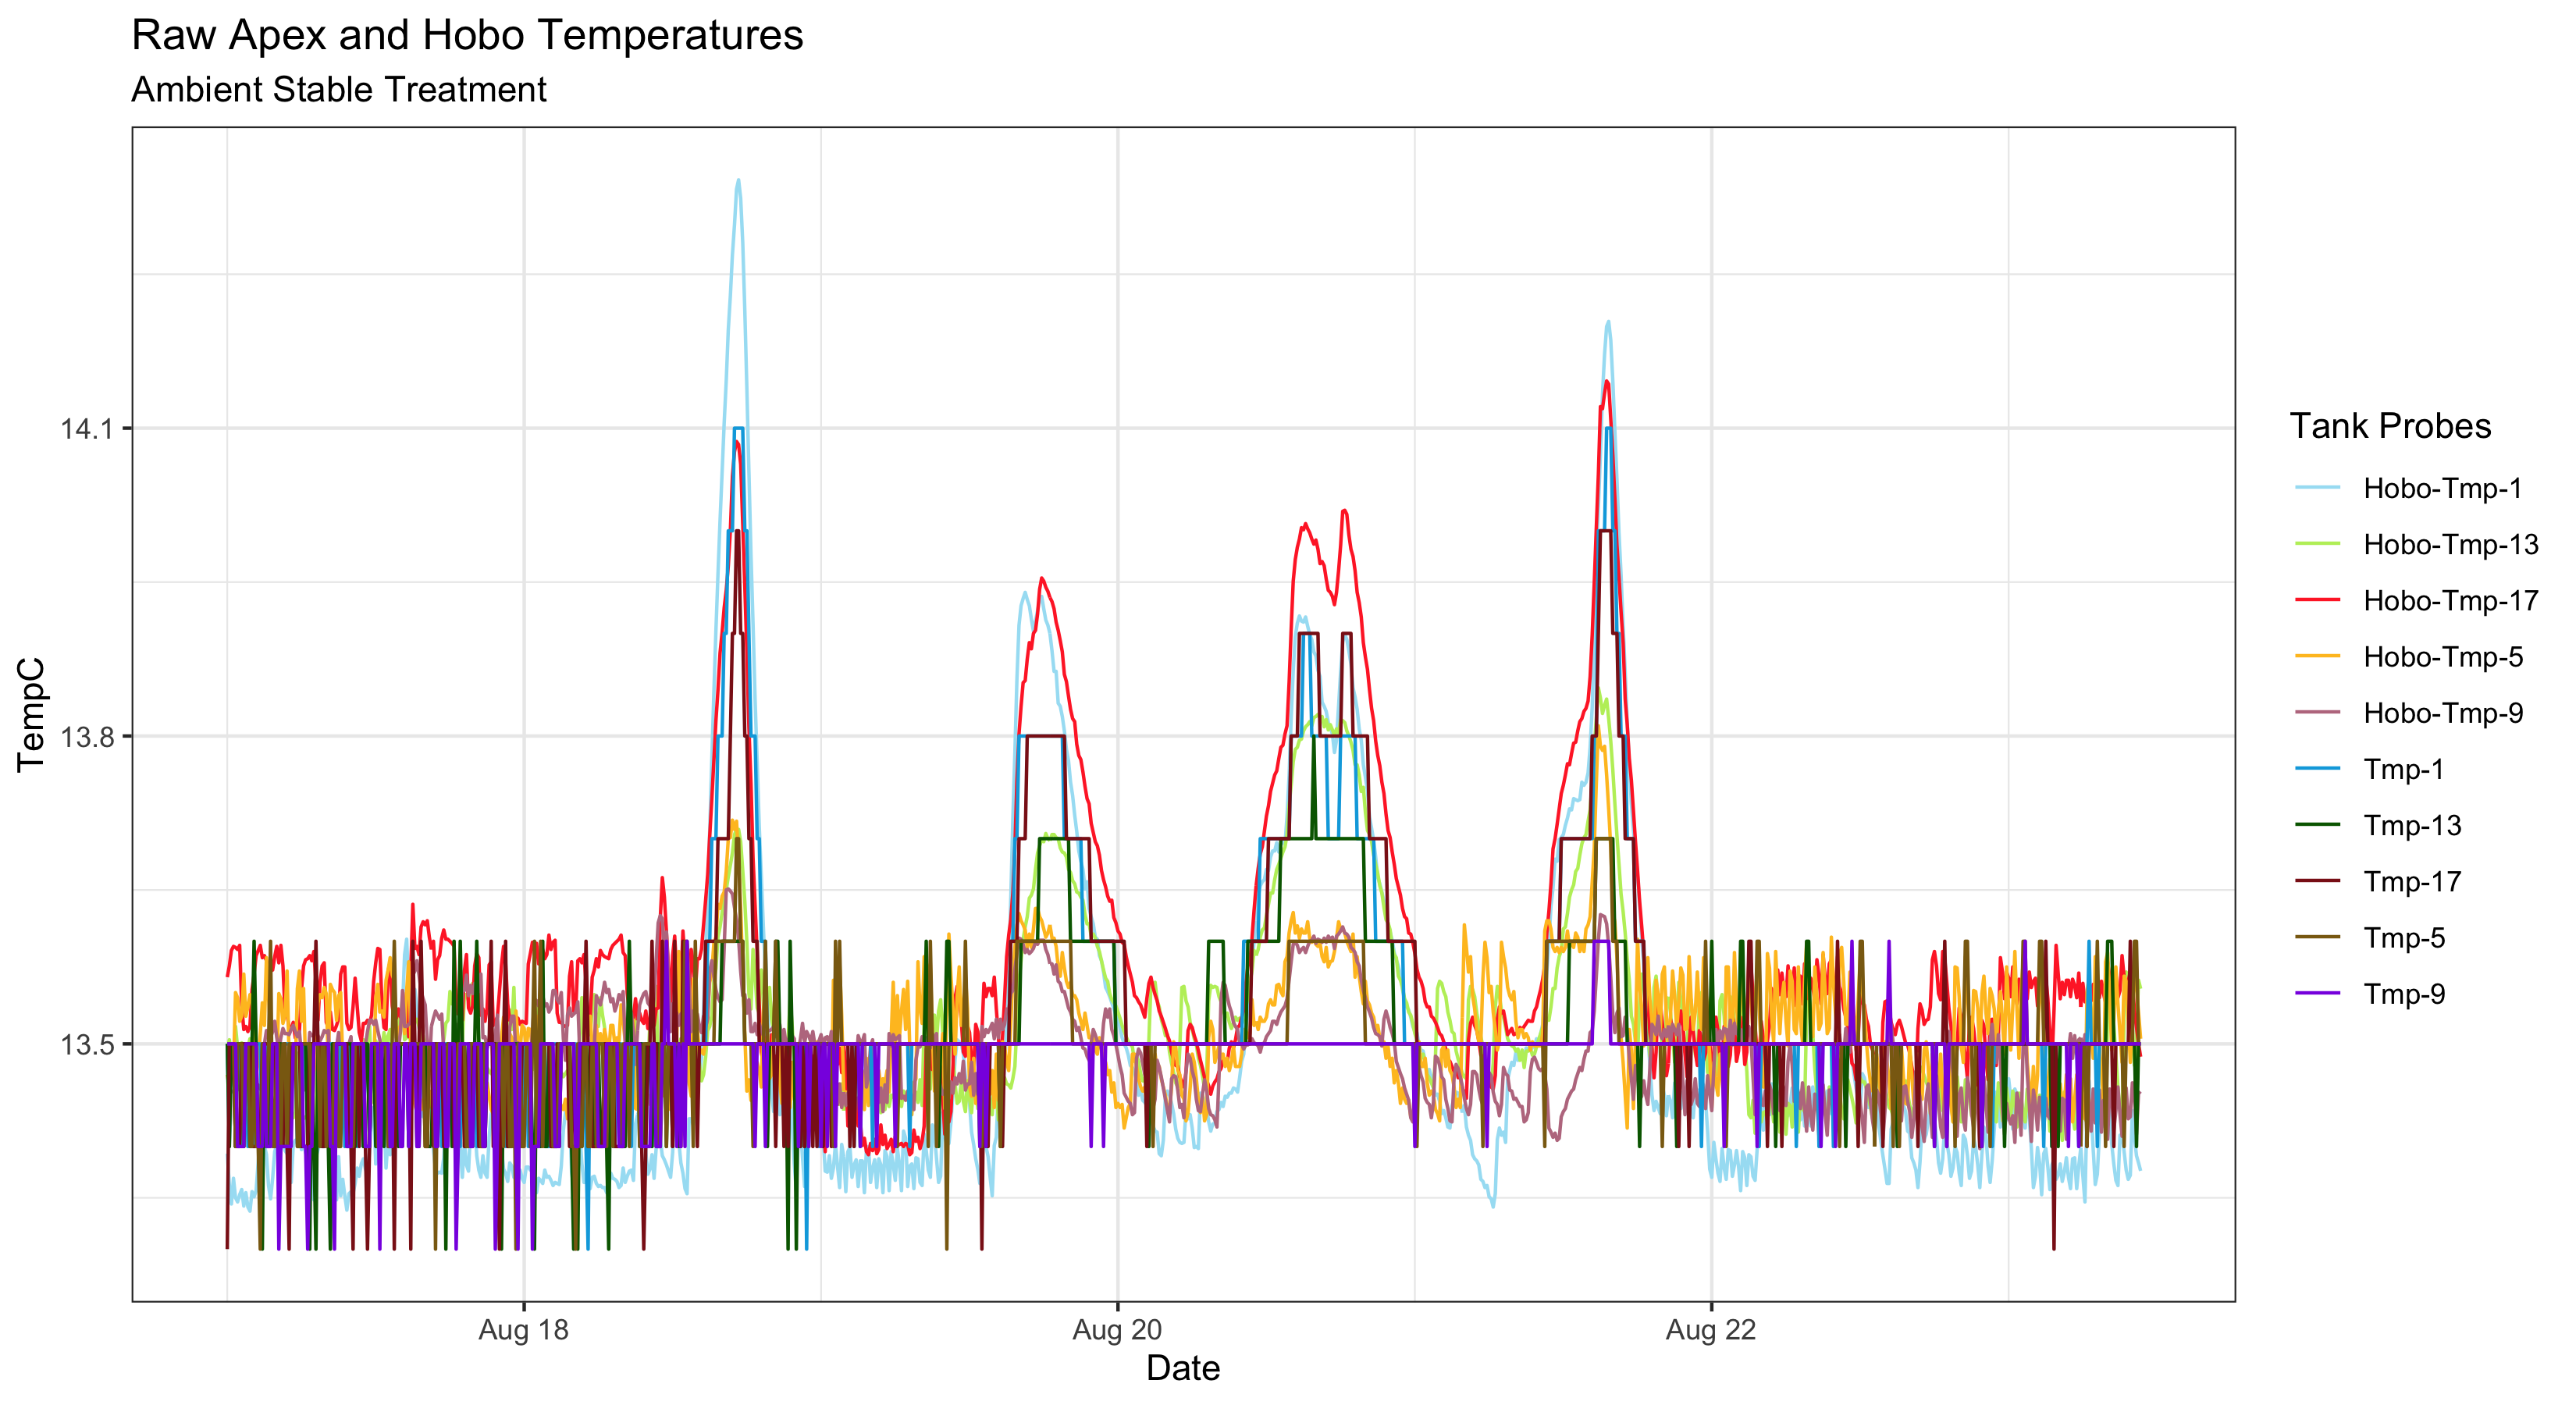 Raw Apex and Hobo Temperatures
Ambient Stable Treatment
TempC
14.1
13.8
13.5
Aug 18
Aug 20
Aug 22
Date
Tank Probes
Hobo-Tmp-1
Hobo-Tmp-13
Hobo-Tmp-17
Hobo-Tmp-5
Hobo-Tmp-9
Tmp-1
Tmp-13
Tmp-17
Tmp-5
Tmp-9